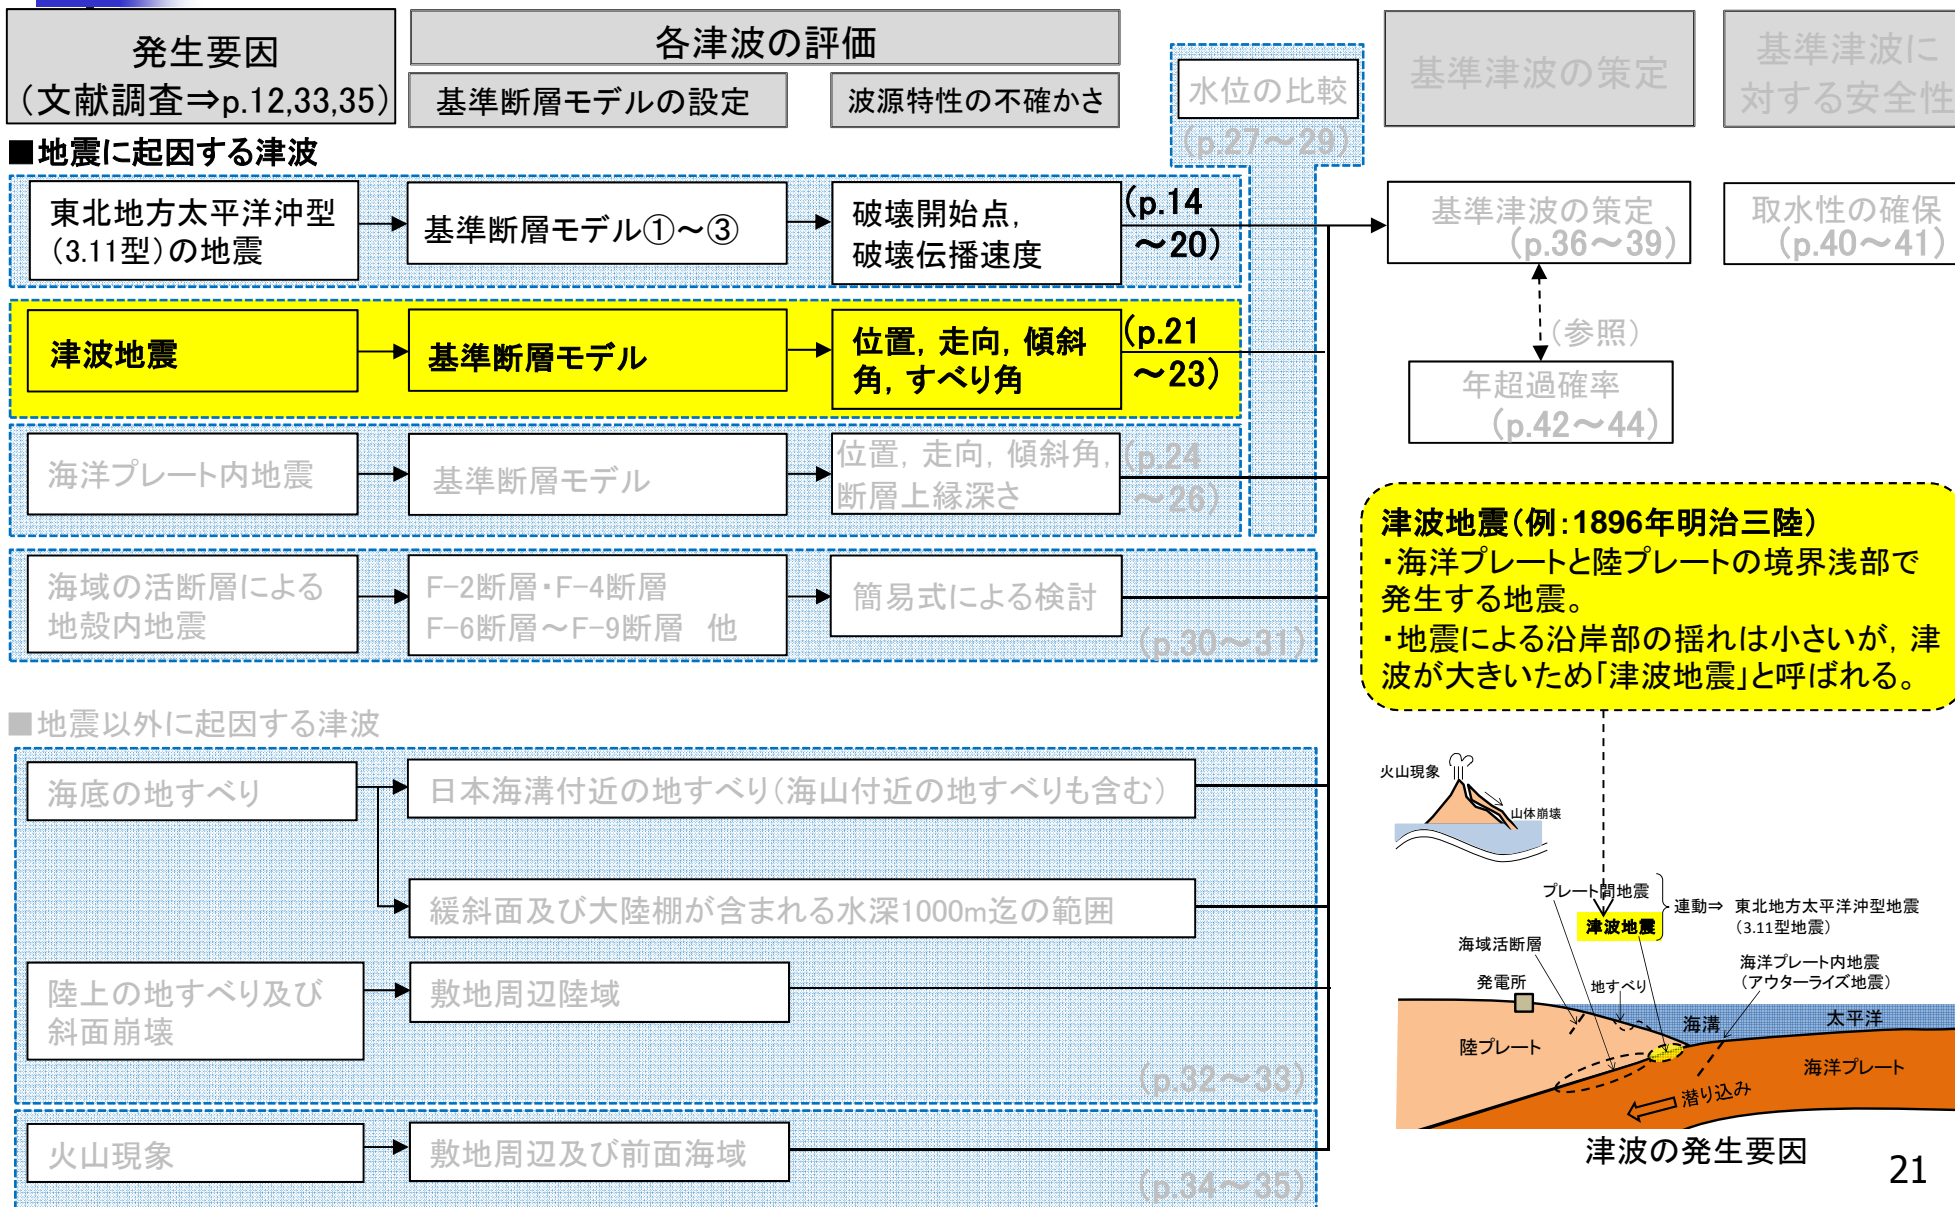 発生要因
(文献調査⇒p.12,33,35)
各津波の評価
基準断層モデルの設定
波源特性の不確かさ
水位の比較
(p.27～29)
基準津波の策定
基準津波に
対する安全性
■地震に起因する津波
東北地方太平洋沖型
(3.11型)の地震
基準断層モデル①～③
破壊開始点,
破壊伝播速度
(p.14
～20)
基準津波の策定
(p.36～39)
取水性の確保
(p.40～41)
(参照)
年超過確率
(p.42～44)
津波地震
基準断層モデル
位置, 走向, 傾斜
角, すべり角
(p.21
～23)
海洋プレート内地震
基準断層モデル
位置, 走向, 傾斜角,
断層上縁深さ
(p.24
～26)
海域の活断層による
地殻内地震
F−2断層・F−4断層
F−6断層～F−9断層 他
簡易式による検討
(p.30～31)
津波地震(例:1896年明治三陸)
・海洋プレートと陸プレートの境界浅部で
発生する地震。
・地震による沿岸部の揺れは小さいが, 津
波が大きいため「津波地震」と呼ばれる。
■地震以外に起因する津波
海底の地すべり
日本海溝付近の地すべり(海山付近の地すべりも含む)
緩斜面及び大陸棚が含まれる水深1000m迄の範囲
陸上の地すべり及び
斜面崩壊
敷地周辺陸域
(p.32～33)
火山現象
敷地周辺及び前面海域
(p.34～35)
火山現象
山体崩壊
プレート間地震
津波地震
連動⇒ 東北地方太平洋沖型地震
(3.11型地震)
海域活断層
発電所
地すべり
海洋プレート内地震
(アウターライズ地震)
海溝
太平洋
陸プレート
海洋プレート
潜り込み
津波の発生要因
21